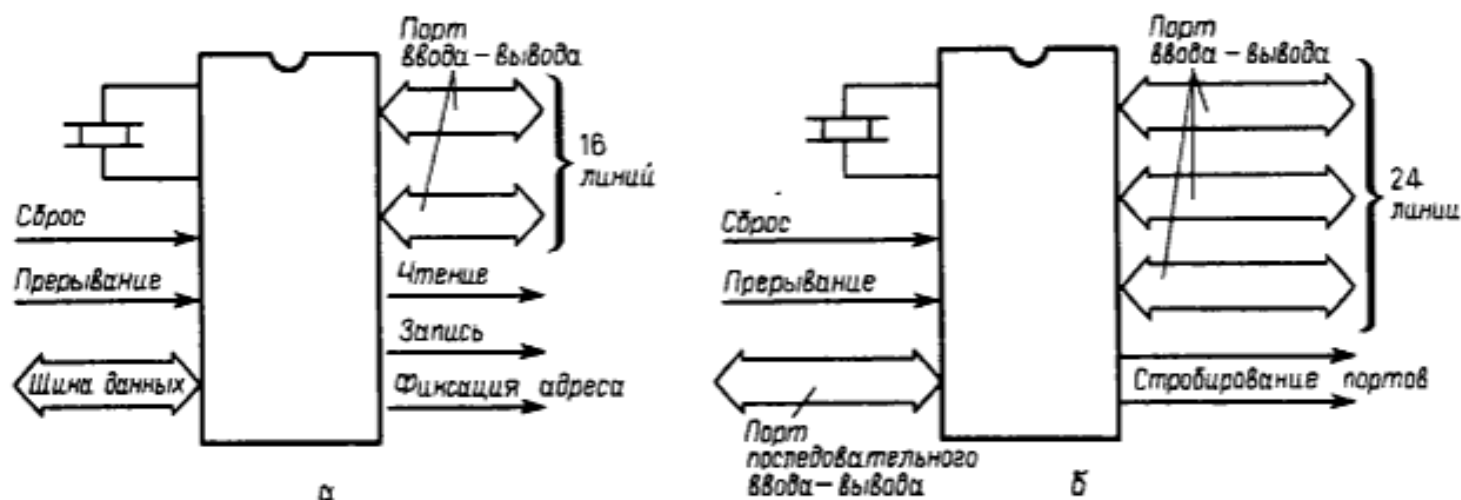 Порт
ввода-вывода
16
линий
Сброс
Прерывание
Шина данных
Чтение
Запись
Фиксация адреса
а
Порт
ввода-вывода
24
линии
Сброс
Прерывание
Порт
последовательного
ввода-вывода
Стробирование портов
б